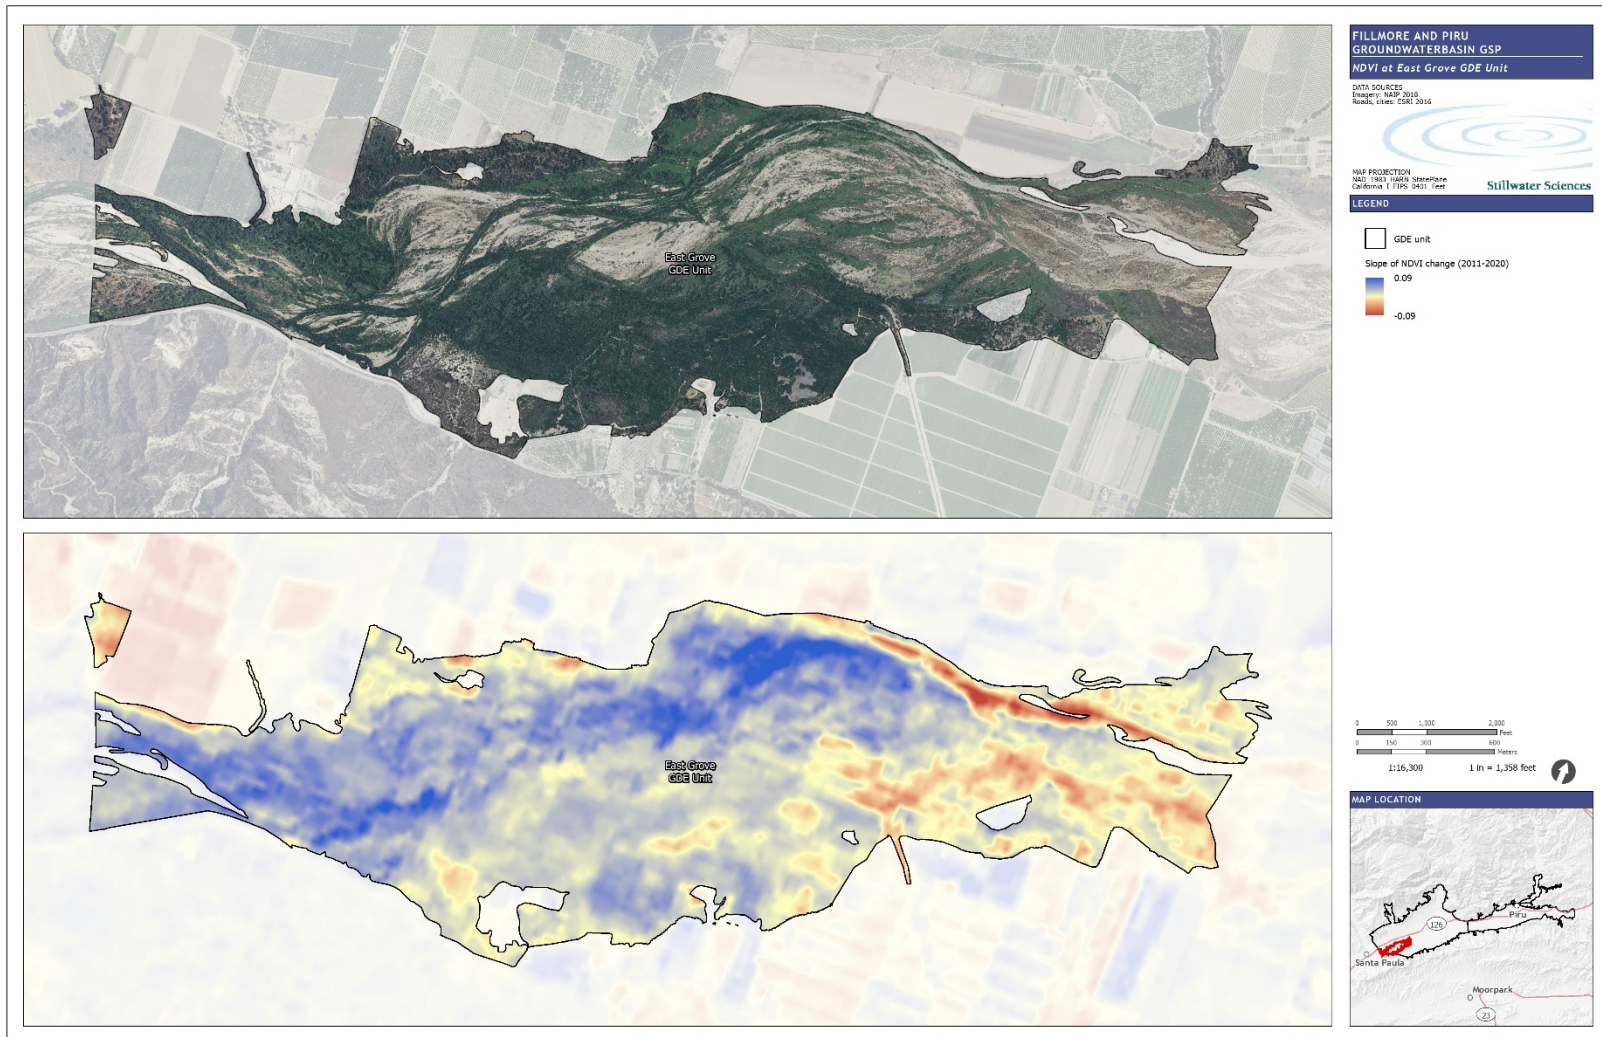 FILLMORE AND PIRU
GROUNDWATERBASIN GSP
NDVI at East Grove GDE Unit
DATA SOURCES
Imagery: NAIP 2018
Roads, cities: ESRI 2016
MAP PROJECTION
NAD 1983 HARN StatePlane
California I FIPS 0401 Feet
Stillwater Sciences
LEGEND
GDE unit
Slope of NDVI change (2011-2020)
0.09
-0.09
East Grove
GDE Unit
East Grove
GDE Unit
0 500 1,000 2,000
Feet
0 150 300 600
Meters
1:16,300 1 in = 1,358 feet
MAP LOCATION
Piru
126
Santa Paula
Moorpark
23